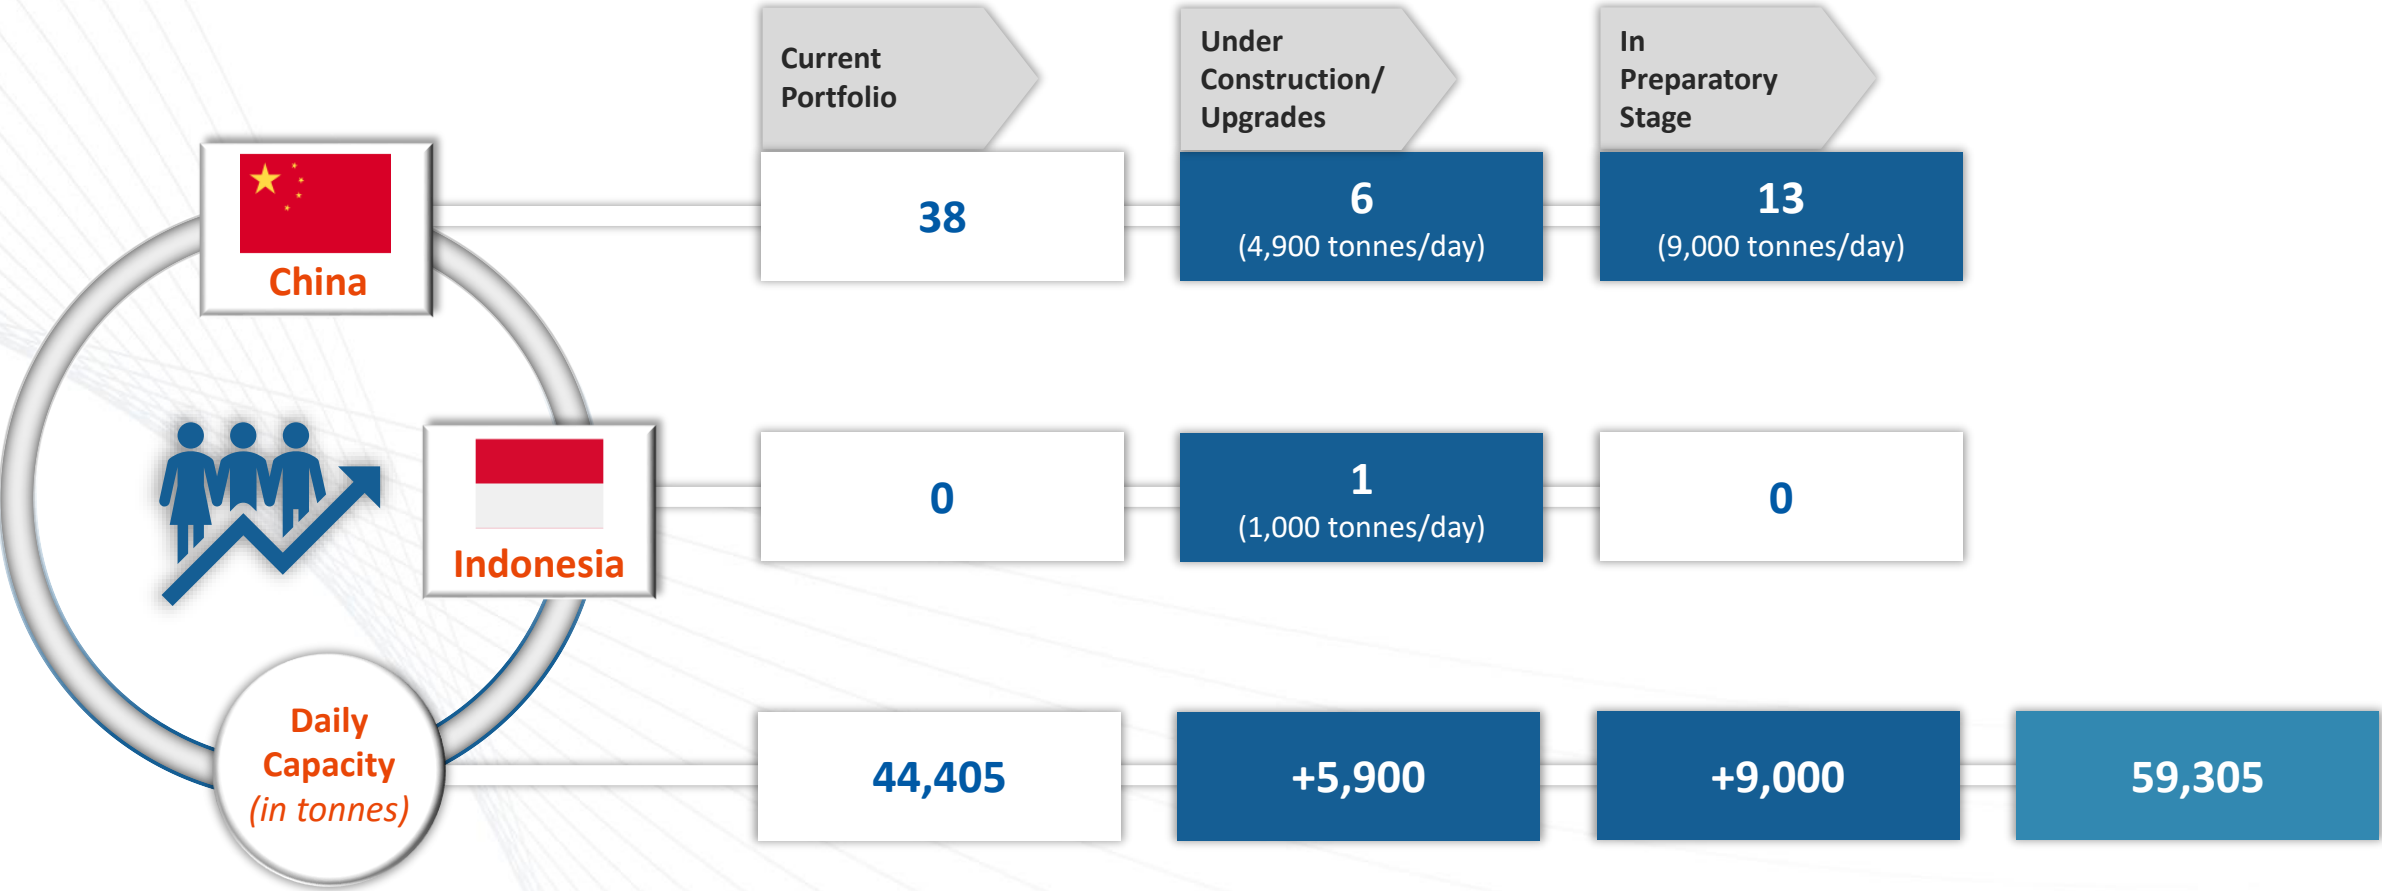 Current
Portfolio
Under
Construction/
Upgrades
In
Preparatory
Stage
China
38
6
(4,900 tonnes/day)
13
(9,000 tonnes/day)
Indonesia
0
1
(1,000 tonnes/day)
0
Daily
Capacity
(in tonnes)
44,405
+5,900
+9,000
59,305